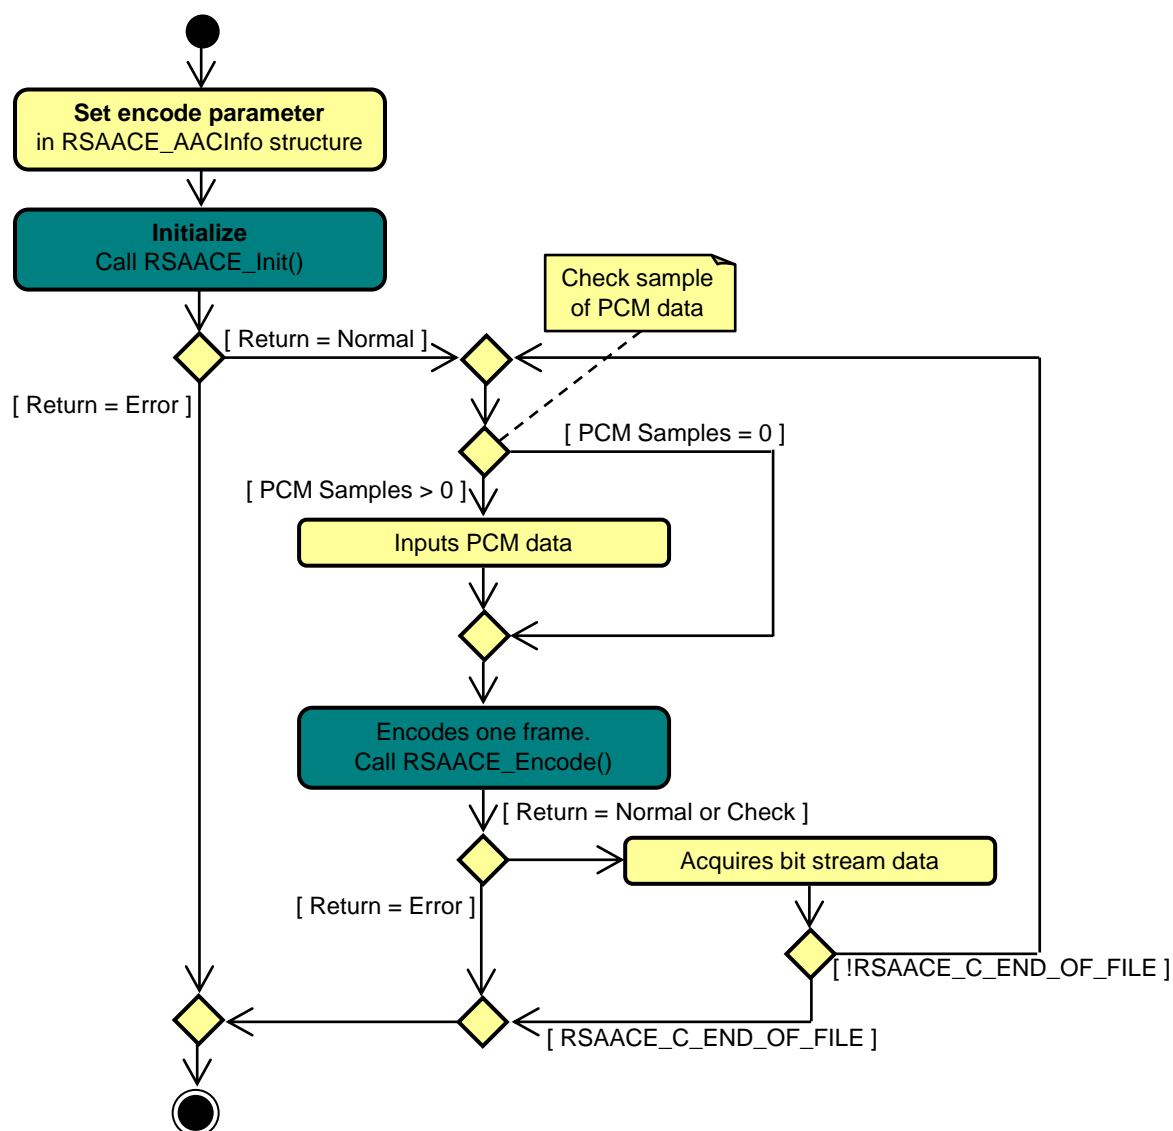 Set encode parameter
in RSAACE_AACInfo structure
Initialize
Call RSAACE_Init()
Check sample
of PCM data
[ Return = Normal ]
[ Return = Error ]
[ PCM Samples = 0 ]
[ PCM Samples > 0 ]
Inputs PCM data
Encodes one frame.
Call RSAACE_Encode()
[ Return = Normal or Check ]
Acquires bit stream data
[ Return = Error ]
[ !RSAACE_C_END_OF_FILE ]
[ RSAACE_C_END_OF_FILE ]